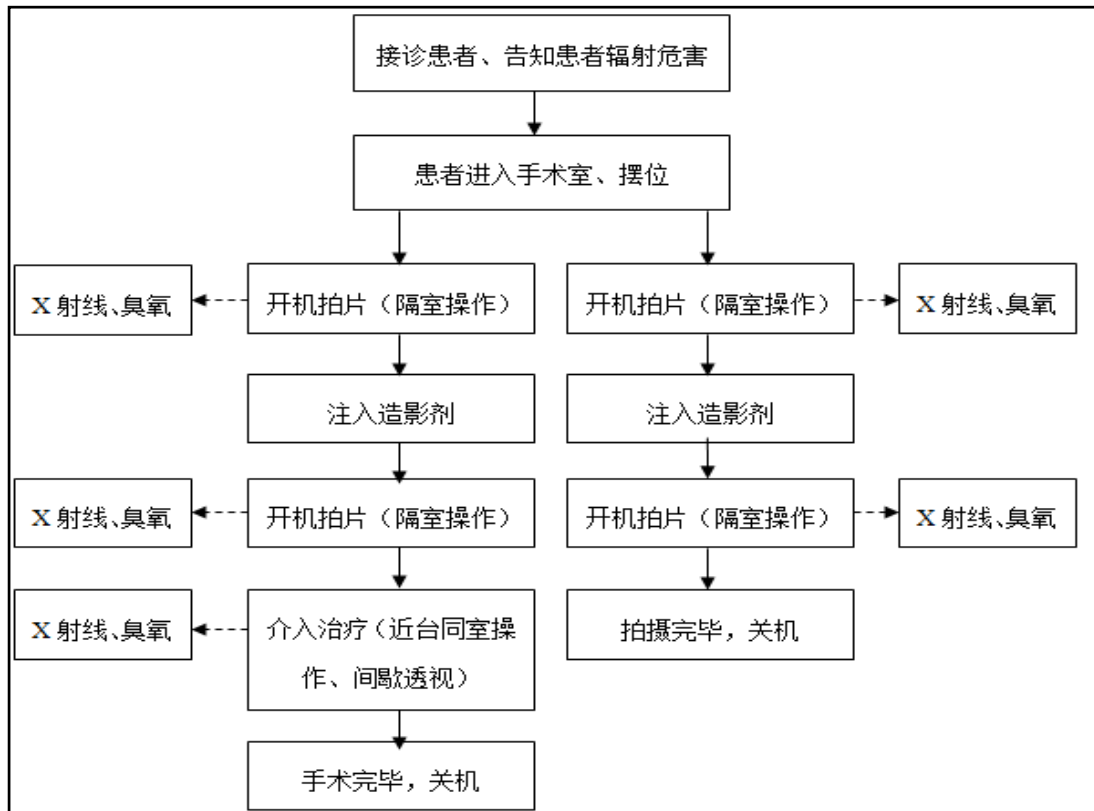 接诊患者、告知患者辐射危害
患者进入手术室、摆位
X 射线、臭氧
开机拍片（隔室操作）
开机拍片（隔室操作）
X 射线、臭氧
注入造影剂
注入造影剂
X 射线、臭氧
开机拍片（隔室操作）
开机拍片（隔室操作）
X 射线、臭氧
X 射线、臭氧
介入治疗（近台同室操
作、间歇透视）
拍摄完毕，关机
手术完毕，关机